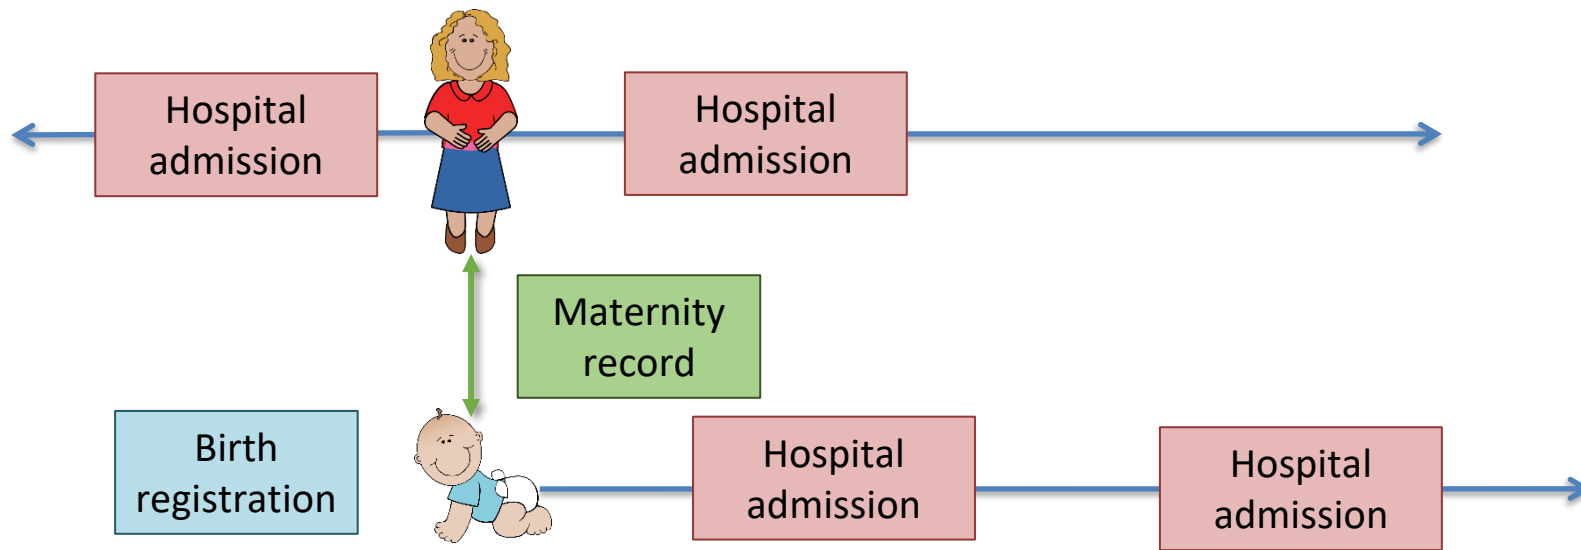 Hospital
admission
Hospital
admission
Maternity
record
Birth
registration
Hospital
admission
Hospital
admission